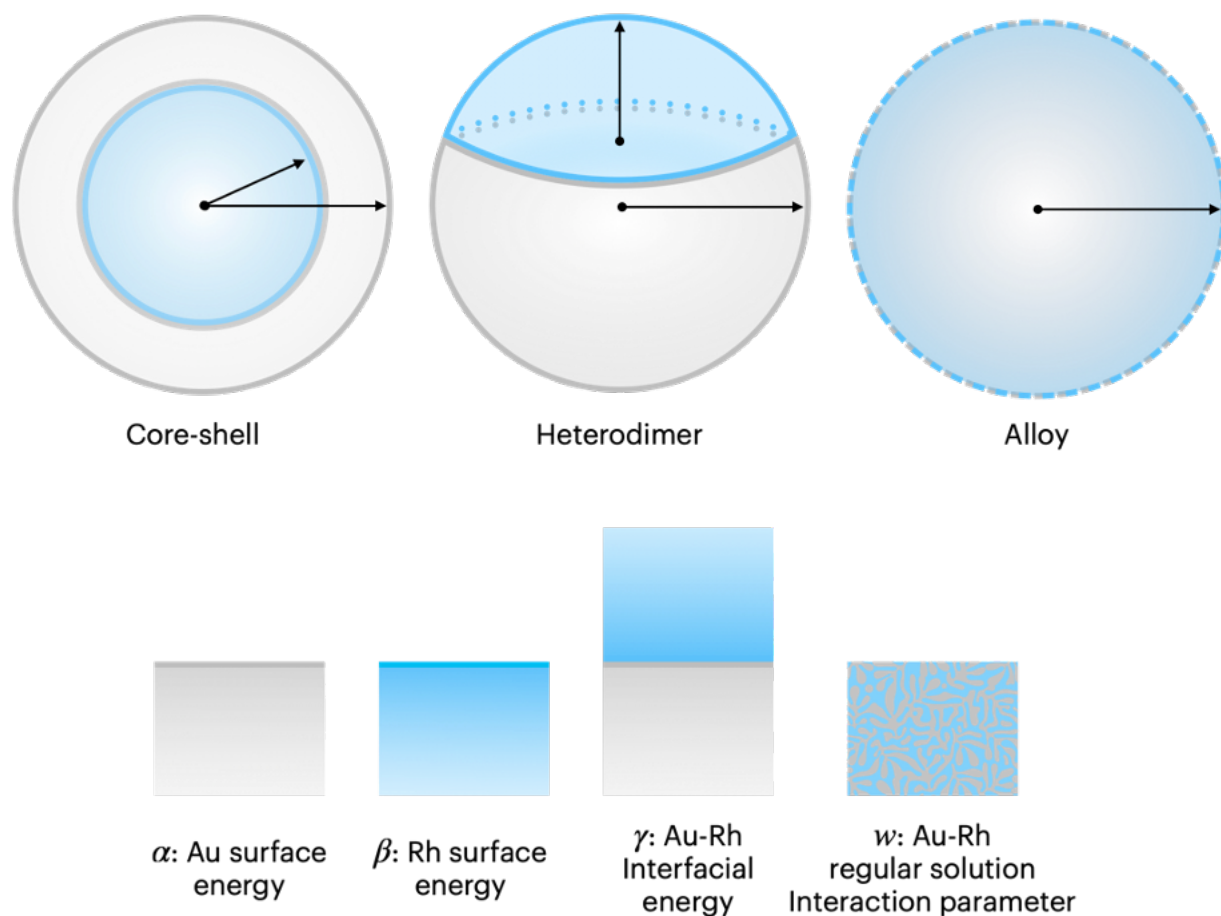 Core-shell
Heterodimer
Alloy
α: Au surface
energy
β: Rh surface
energy
γ: Au-Rh
Interfacial
energy
w: Au-Rh
regular solution
Interaction parameter